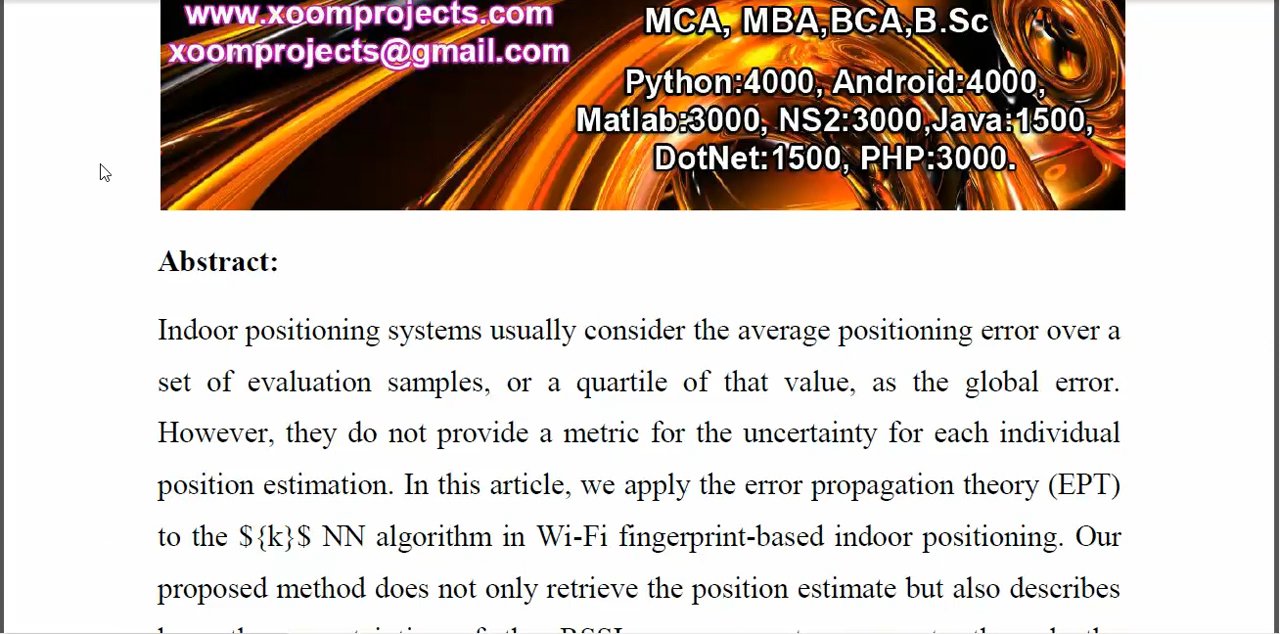 www.xoomprojects.com
xoomprojects@gmail.com
MCA, MBA,BCA,B.Sc
Python:4000, Android:4000,
Matlab:3000, NS2:3000,Java:1500,
DotNet:1500, PHP:3000.
Abstract:
Indoor positioning systems usually consider the average positioning error over a
set of evaluation samples, or a quartile of that value, as the global error.
However, they do not provide a metric for the uncertainty for each individual
position estimation. In this article, we apply the error propagation theory (EPT)
to the ${k}$ NN algorithm in Wi-Fi fingerprint-based indoor positioning. Our
proposed method does not only retrieve the position estimate but also describes